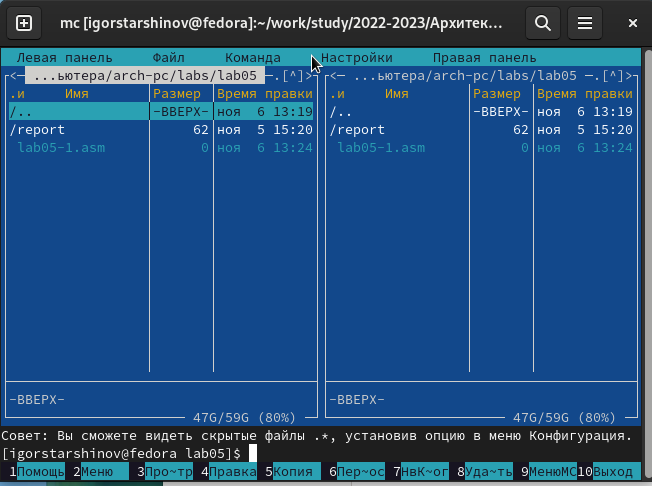 mc [igorstarshinov@fedora]:~/work/study/2022-2023/Архитек...
Левая панель Файл Команда Настройки Правая панель
<— ...ьютера/arch-pc/labs/lab05 —.[^]> <— ...ьютера/arch-pc/labs/lab05 —.[^]>
.и Имя Размер Время правки .и Имя Размер Время правки
/.. -ВВЕРХ- ноя 6 13:19 /.. -ВВЕРХ- ноя 6 13:19
/report 62 ноя 5 15:20 /report 62 ноя 5 15:20
lab05-1.asm 0 ноя 6 13:24 lab05-1.asm 0 ноя 6 13:24
-ВВЕРХ- -ВВЕРХ-
47G/59G (80%) 47G/59G (80%)
Совет: Вы сможете видеть скрытые файлы .*, установив опцию в меню Конфигурация.
[igorstarshinov@fedora lab05]$
1Помощь 2Меню 3Про~тр 4Правка 5Копия 6Пер~ос 7НвК~ог 8Уда~ть 9МенюMC 10Выход